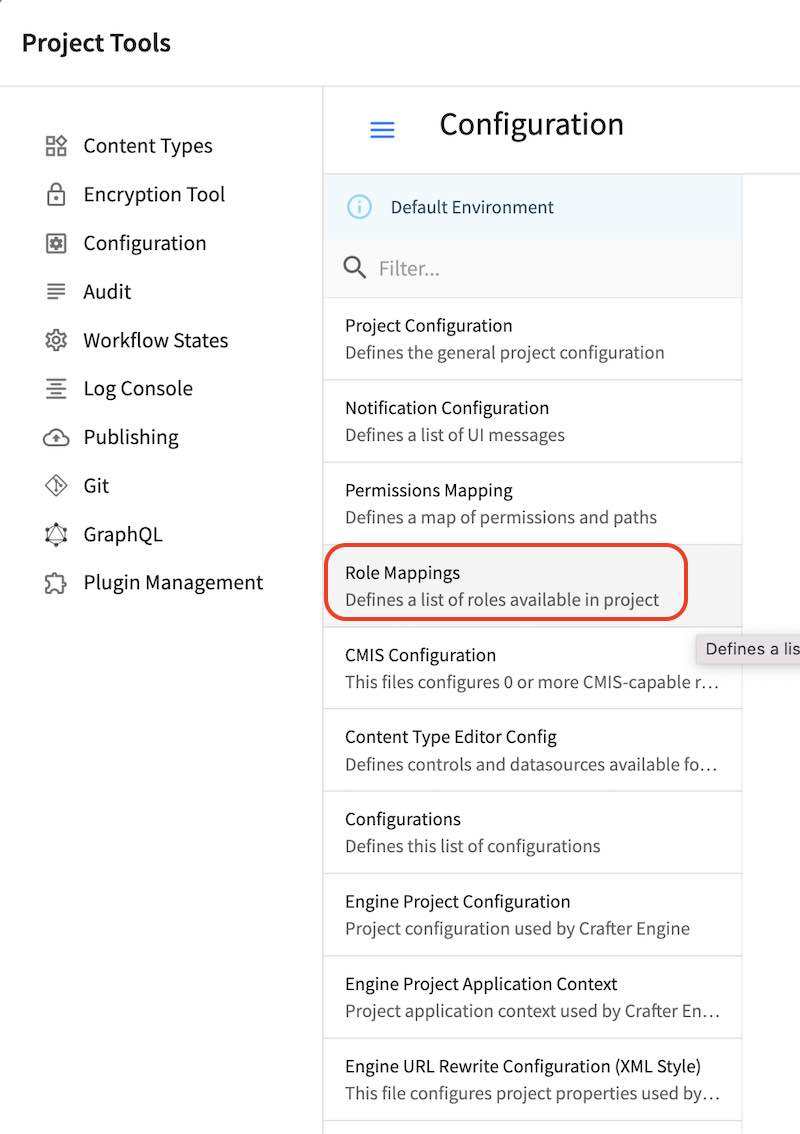 Project Tools
Content Types
Encryption Tool
Configuration
Audit
Workflow States
Log Console
Publishing
Git
GraphQL
Plugin Management
Configuration
Default Environment
Filter...
Project Configuration
Defines the general project configuration
Notification Configuration
Defines a list of UI messages
Permissions Mapping
Defines a map of permissions and paths
Role Mappings
Defines a list of roles available in project
Defines a lis
CMIS Configuration
This files configures 0 or more CMIS-capable r…
Content Type Editor Config
Defines controls and datasources available fo…
Configurations
Defines this list of configurations
Engine Project Configuration
Project configuration used by Crafter Engine
Engine Project Application Context
Project application context used by Crafter En…
Engine URL Rewrite Configuration (XML Style)
This file configures project properties used by…